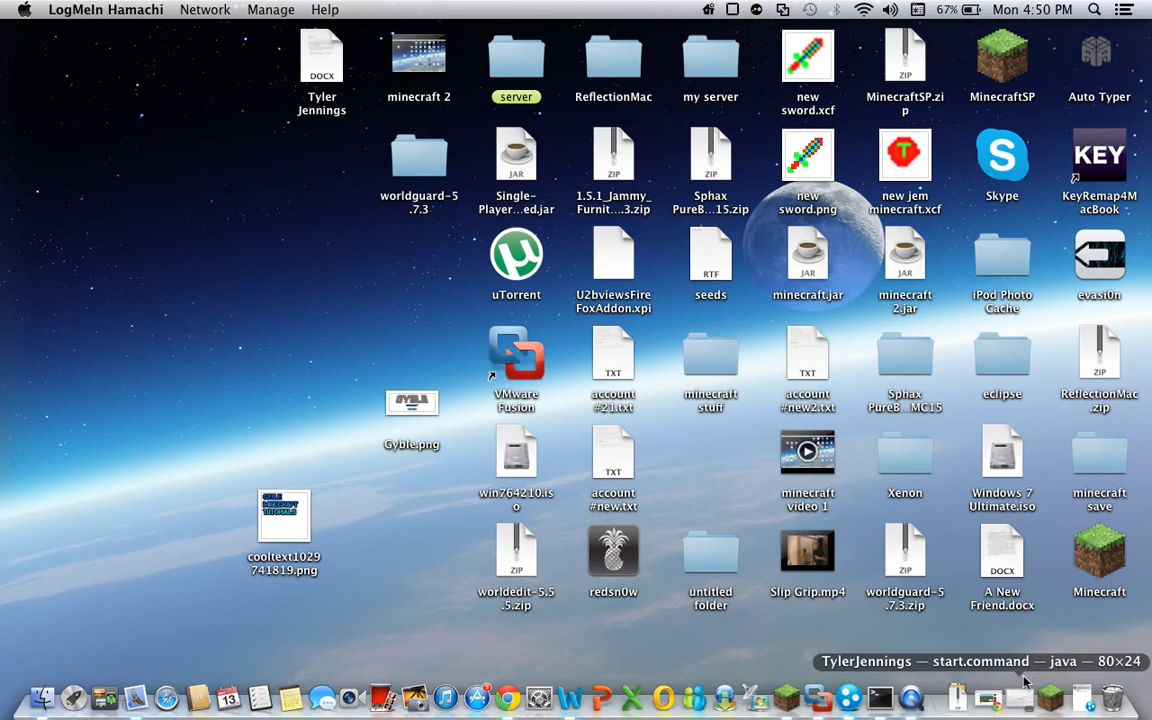 LogMeIn Hamachi Network Manage Help 67% Mon 4:50 PM
DOCX
ZIP
Tyler
Jennings
minecraft 2
server
ReflectionMac
my server
new
sword.xcf
MinecraftSP.zi
p
MinecraftSP
Auto Typer
JAR
ZIP
ZIP
T
S
KEY
worldguard-5
.7.3
Single-
Player...ed.jar
1.5.1_Jammy_
Furnit...3.zip
Sphax
PureB...15.zip
new
sword.png
new jem
minecraft.xcf
Skype
KeyRemap4M
acBook
µ
RTF
JAR
JAR
uTorrent
U2bviewsFire
FoxAddon.xpi
seeds
minecraft.jar
minecraft
2.jar
iPod Photo
Cache
evasi0n
TXT
TXT
ZIP
GYBLE
Gyble.png
VMware
Fusion
account
#21.txt
minecraft
stuff
account
#new2.txt
Sphax
PureB...MC15
eclipse
ReflectionMac
.zip
TXT
win764210.is
o
account
#new.txt
minecraft
video 1
Xenon
Windows 7
Ultimate.iso
minecraft
save
GYBLE
MINECRAFT
TUTORIALS
cooltext1029
741819.png
ZIP
ZIP
DOCX
worldedit-5.5
.5.zip
redsn0w
untitled
folder
Slip Grip.mp4
worldguard-5
.7.3.zip
A New
Friend.docx
Minecraft
TylerJennings — start.command — java — 80×24
13